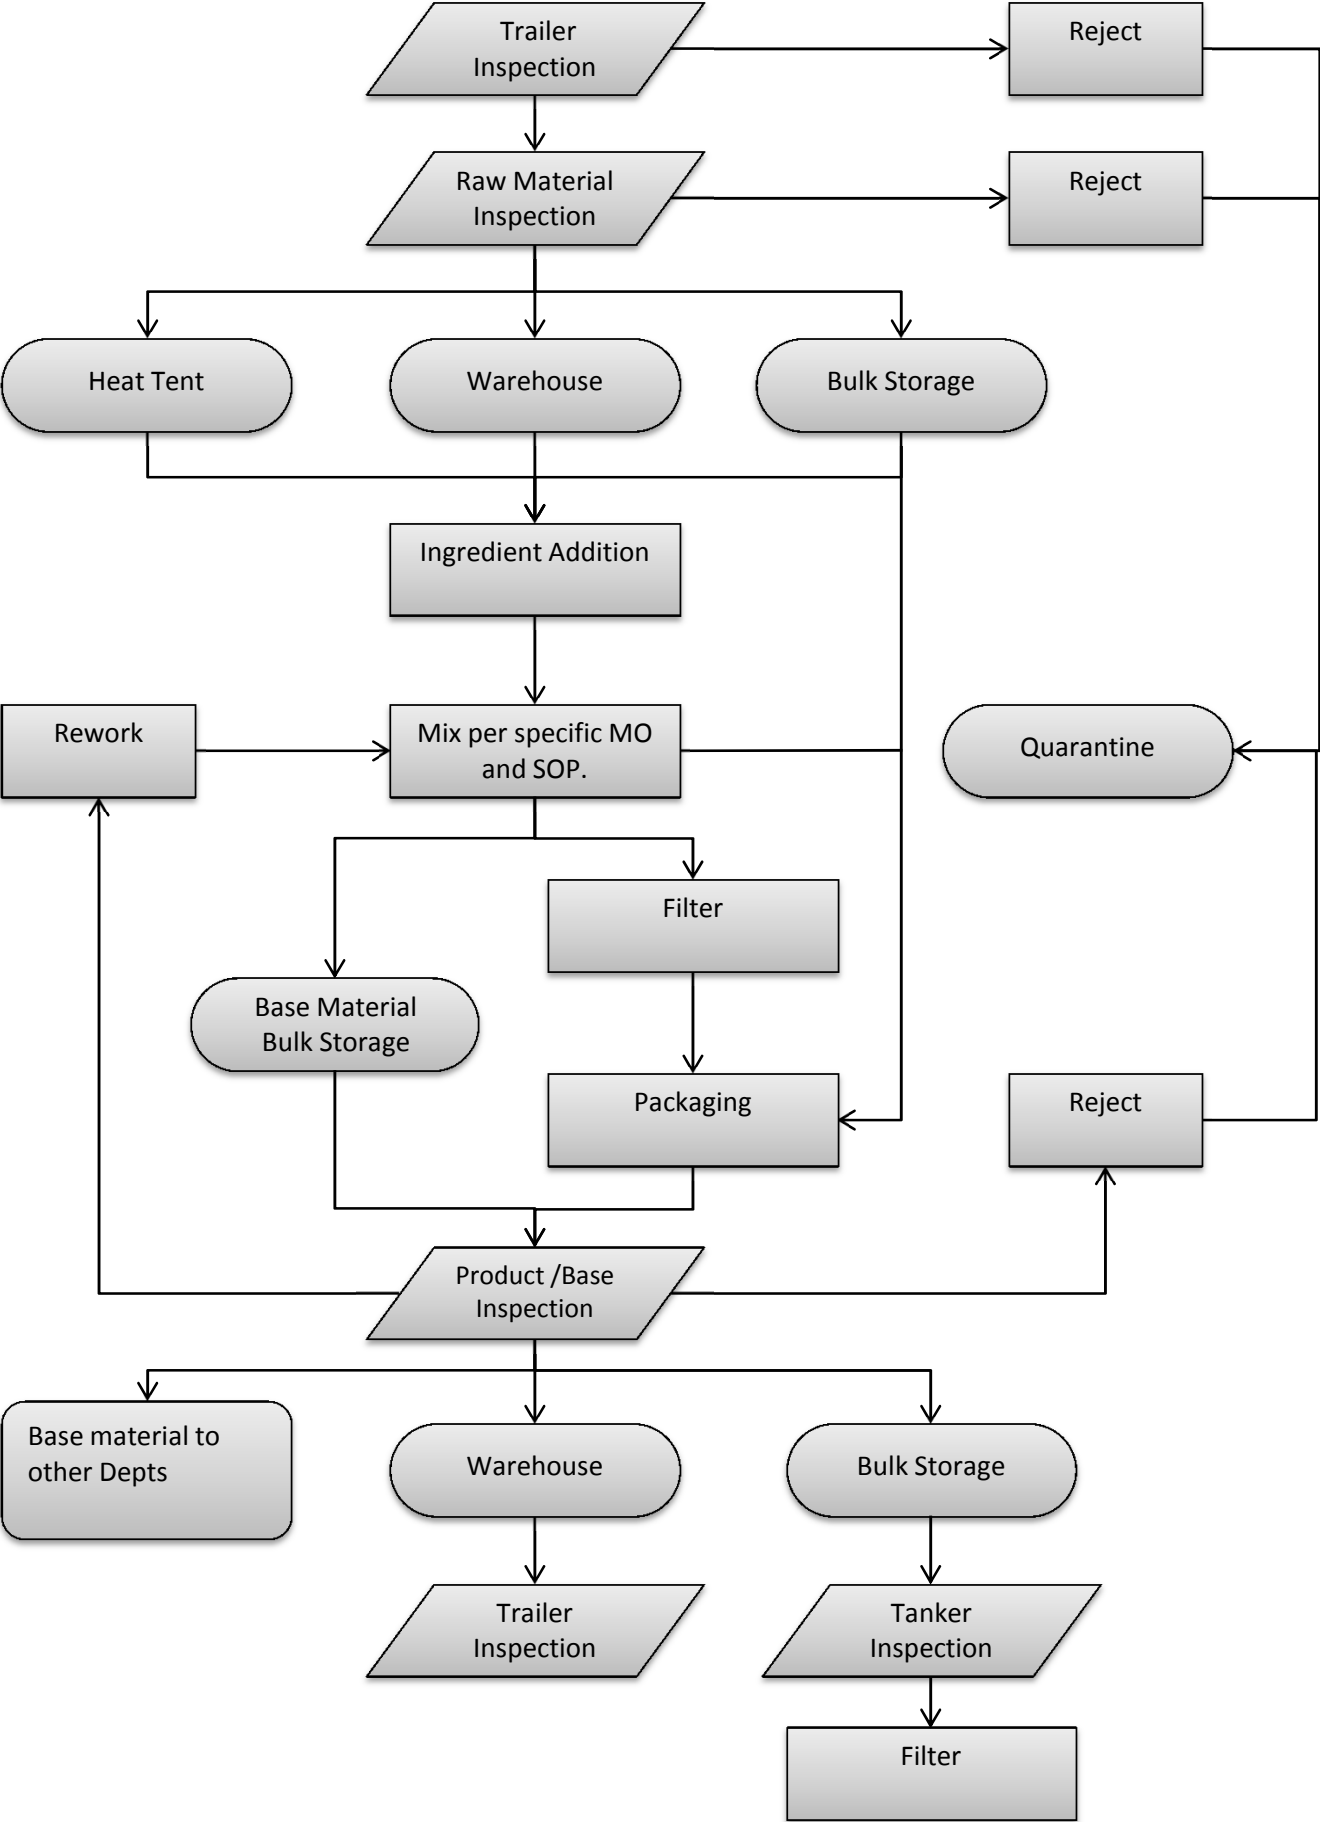 Trailer
Inspection
Reject
Raw Material
Inspection
Reject
Heat Tent
Warehouse
Bulk Storage
Ingredient Addition
Rework
Mix per specific MO
and SOP.
Quarantine
Filter
Base Material
Bulk Storage
Packaging
Reject
Product /Base
Inspection
Base material to
other Depts
Warehouse
Bulk Storage
Trailer
Inspection
Tanker
Inspection
Filter